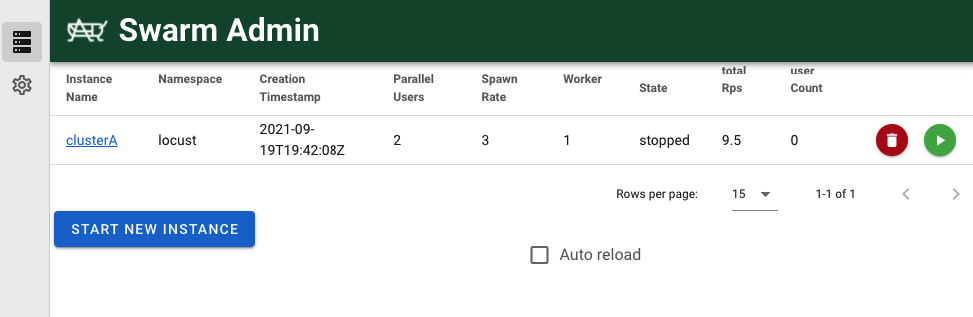 Swarm Admin
Instance Name
Namespace
Creation Timestamp
Parallel Users
Spawn Rate
Worker
State
total Rps
user Count
clusterA
locust
2021-09-19T19:42:08Z
2
3
1
stopped
9.5
0
Rows per page:
15
1-1 of 1
START NEW INSTANCE
Auto reload